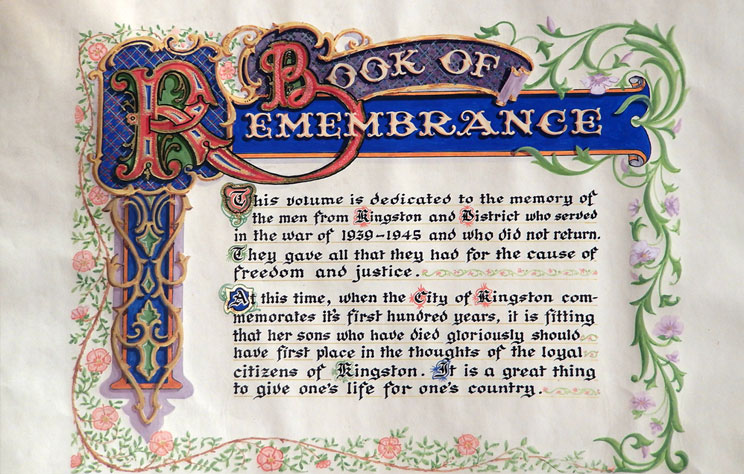 BOOK OF
REMEMBRANCE
This volume is dedicated to the memory of
the men from Kingston and District who served
in the war of 1939-1945 and who did not return.
They gave all that they had for the cause of
freedom and justice.
At this time, when the City of Kingston com-
memorates it's first hundred years, it is fitting
that her sons who have died gloriously should
have first place in the thoughts of the loyal
citizens of Kingston. It is a great thing
to give one's life for one's country.